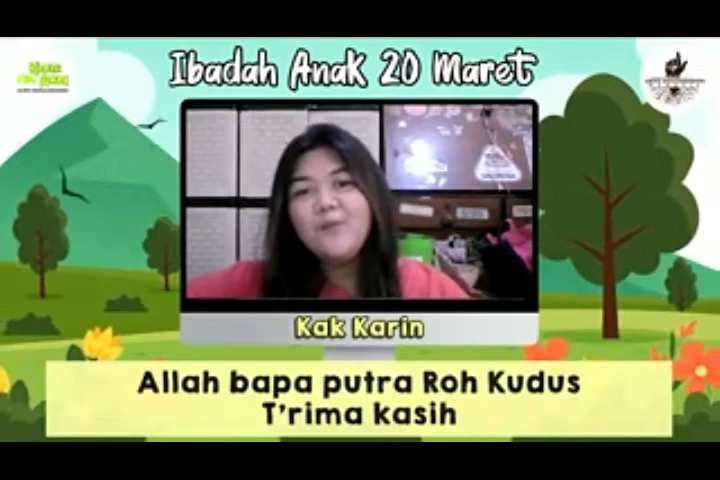 Ibadah Anak 20 Maret
Kak Karin
Allah bapa putra Roh Kudus
T'rima kasih